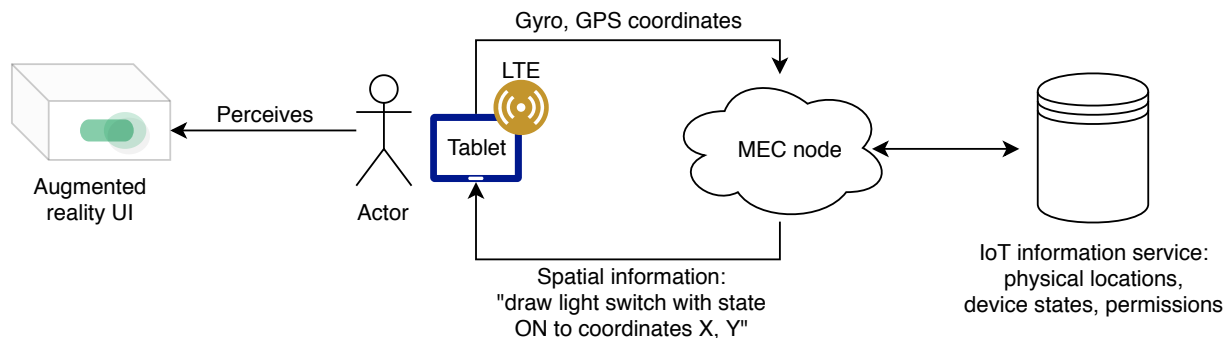 Gyro, GPS coordinates
LTE
Perceives
Tablet
MEC node
Augmented
reality UI
Actor
Spatial information:
"draw light switch with state
ON to coordinates X, Y"
IoT information service:
physical locations,
device states, permissions